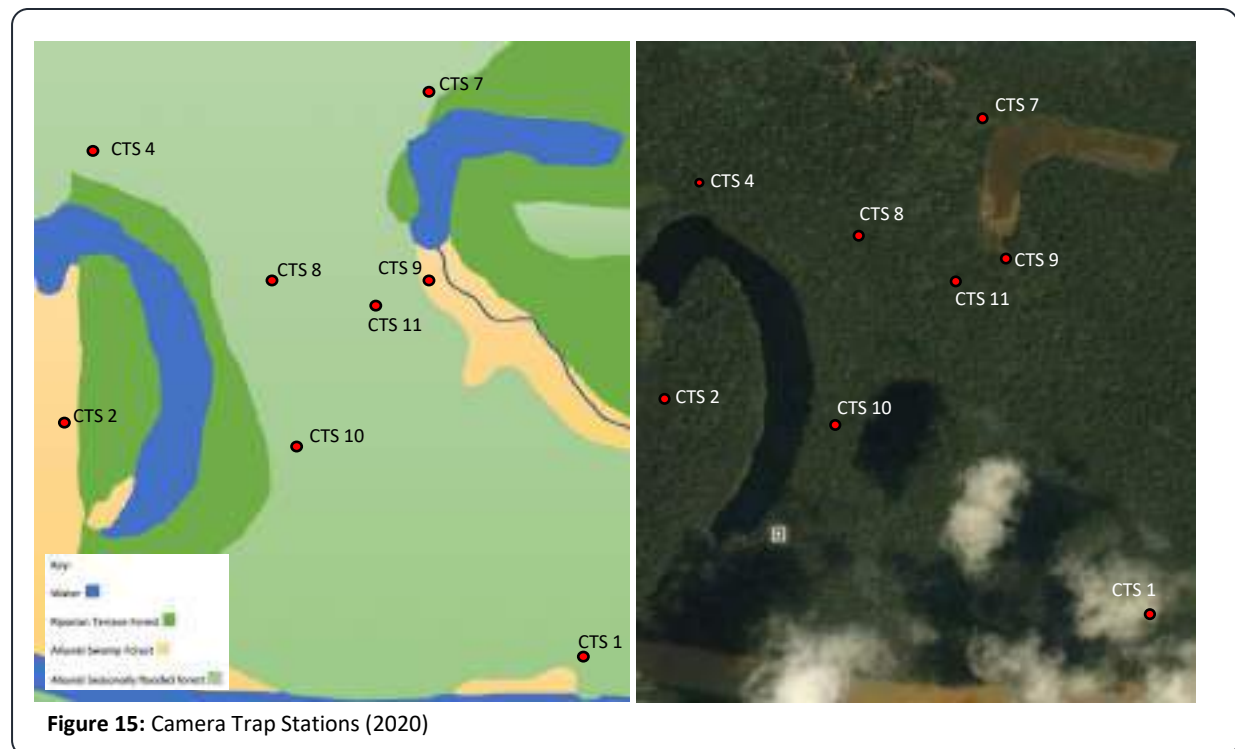 CTS 7
CTS 4
CTS 8
CTS 9
CTS 11
CTS 2
CTS 10
CTS 1
Key
Water
Riparian Terrace Forest
Alluvial Swamp Forest
Alluvial Seasonally flooded forest
CTS 7
CTS 4
CTS 8
CTS 9
CTS 11
CTS 2
CTS 10
CTS 1
Figure 15: Camera Trap Stations (2020)